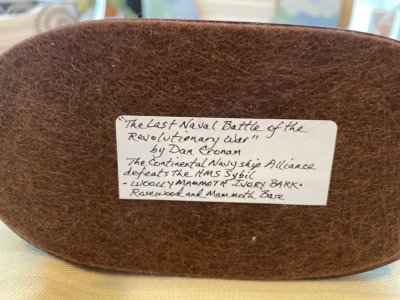 "The Last Naval Battle of the
Revolutionary War"
by Dan Cronan
The Continental Navy ship Alliance
defeats the HMS Sybil
- WOOLLY MAMMOTH IVORY BARK -
Rosewood and Mammoth Base